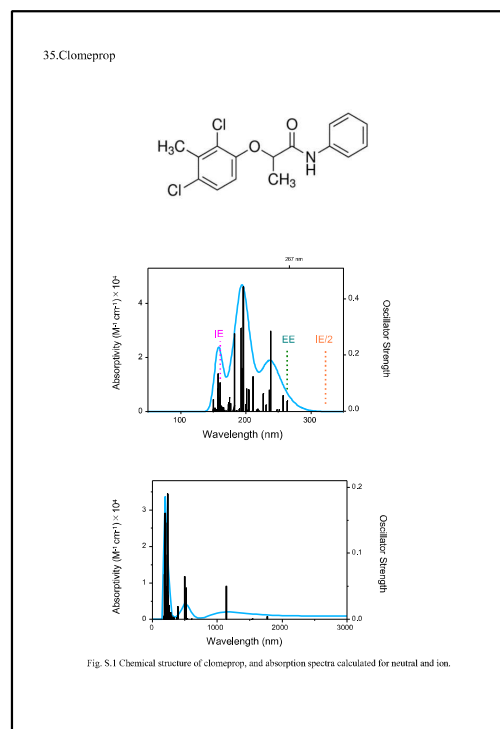 35.Clomeprop
Cl
O
H₃C
O
N
H
CH₃
Cl
267 nm
IE
EE
IE/2
4
2
0
0.4
0.2
0.0
100
200
300
Absorptivity (M⁻¹ cm⁻¹) × 10⁴
Oscillator Strength
Wavelength (nm)
3
2
1
0
0.2
0.1
0.0
0
1000
2000
3000
Absorptivity (M⁻¹ cm⁻¹) × 10⁴
Oscillator Strength
Wavelength (nm)
Fig. S.1 Chemical structure of clomeprop, and absorption spectra calculated for neutral and ion.